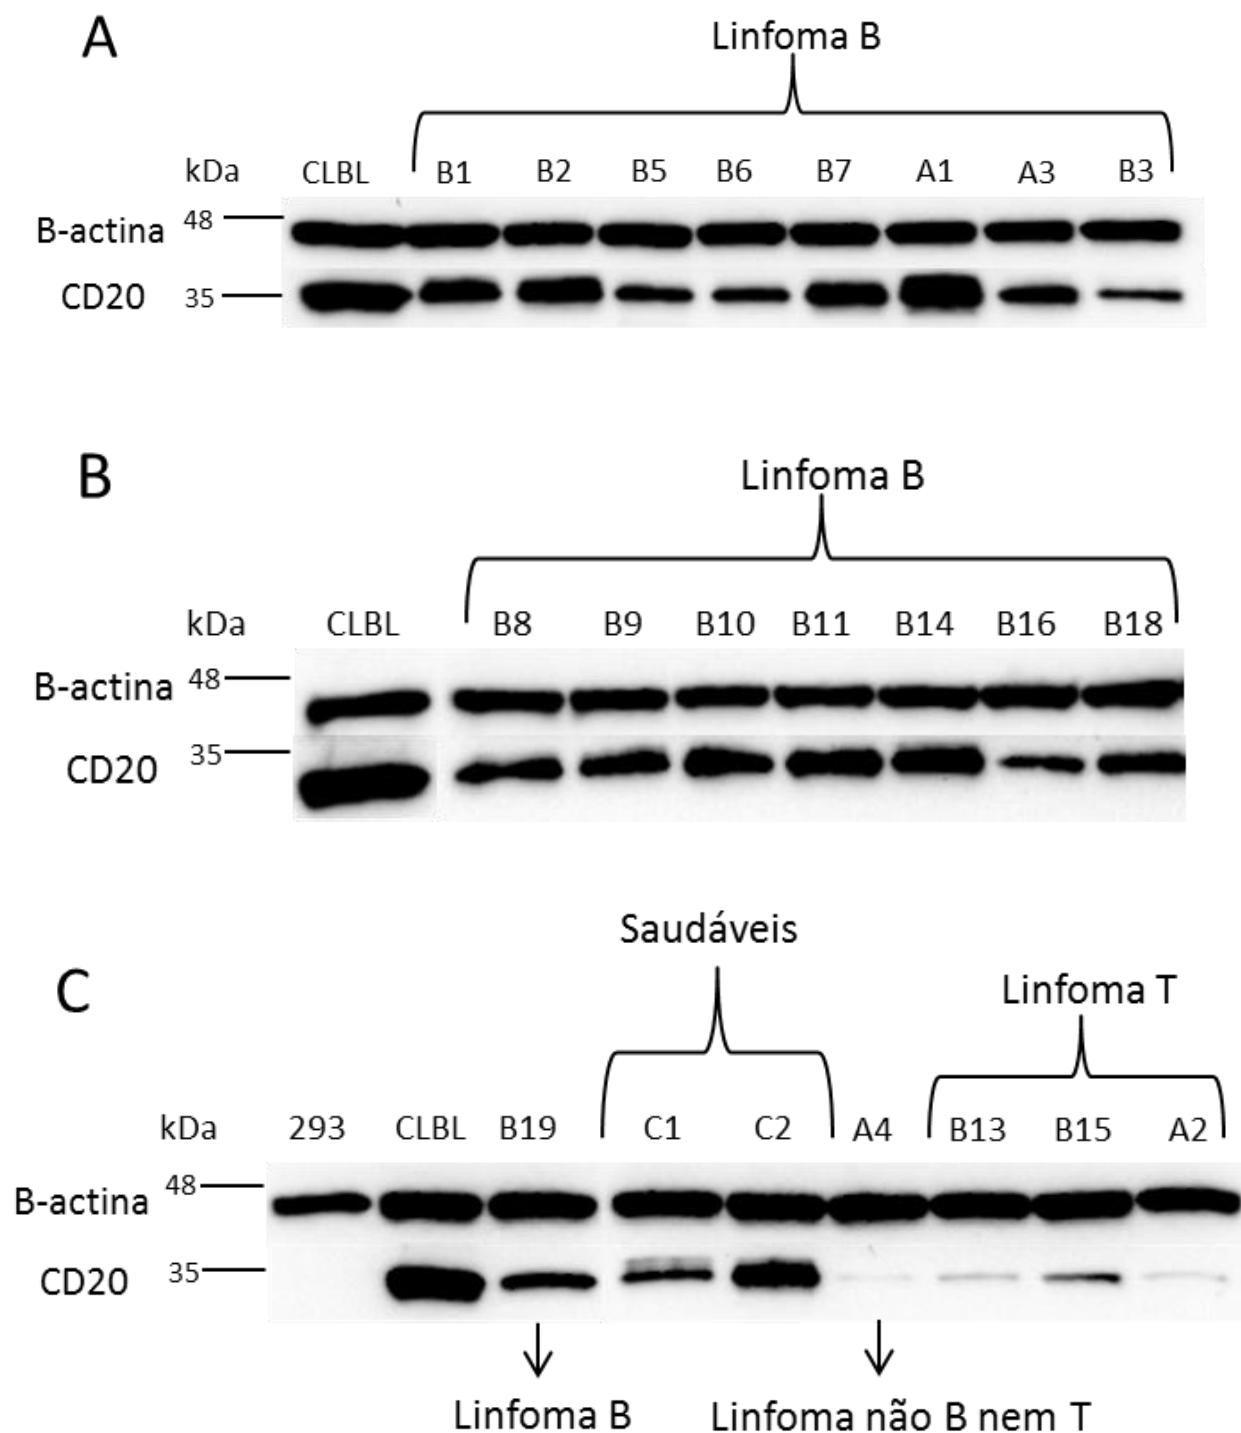 A
Linfoma B
kDa CLBL B1 B2 B5 B6 B7 A1 A3 B3
B-actina 48
CD20 35
B
Linfoma B
kDa CLBL B8 B9 B10 B11 B14 B16 B18
B-actina 48
CD20 35
Saudáveis
C
Linfoma T
kDa 293 CLBL B19 C1 C2 A4 B13 B15 A2
B-actina 48
CD20 35
Linfoma B Linfoma não B nem T